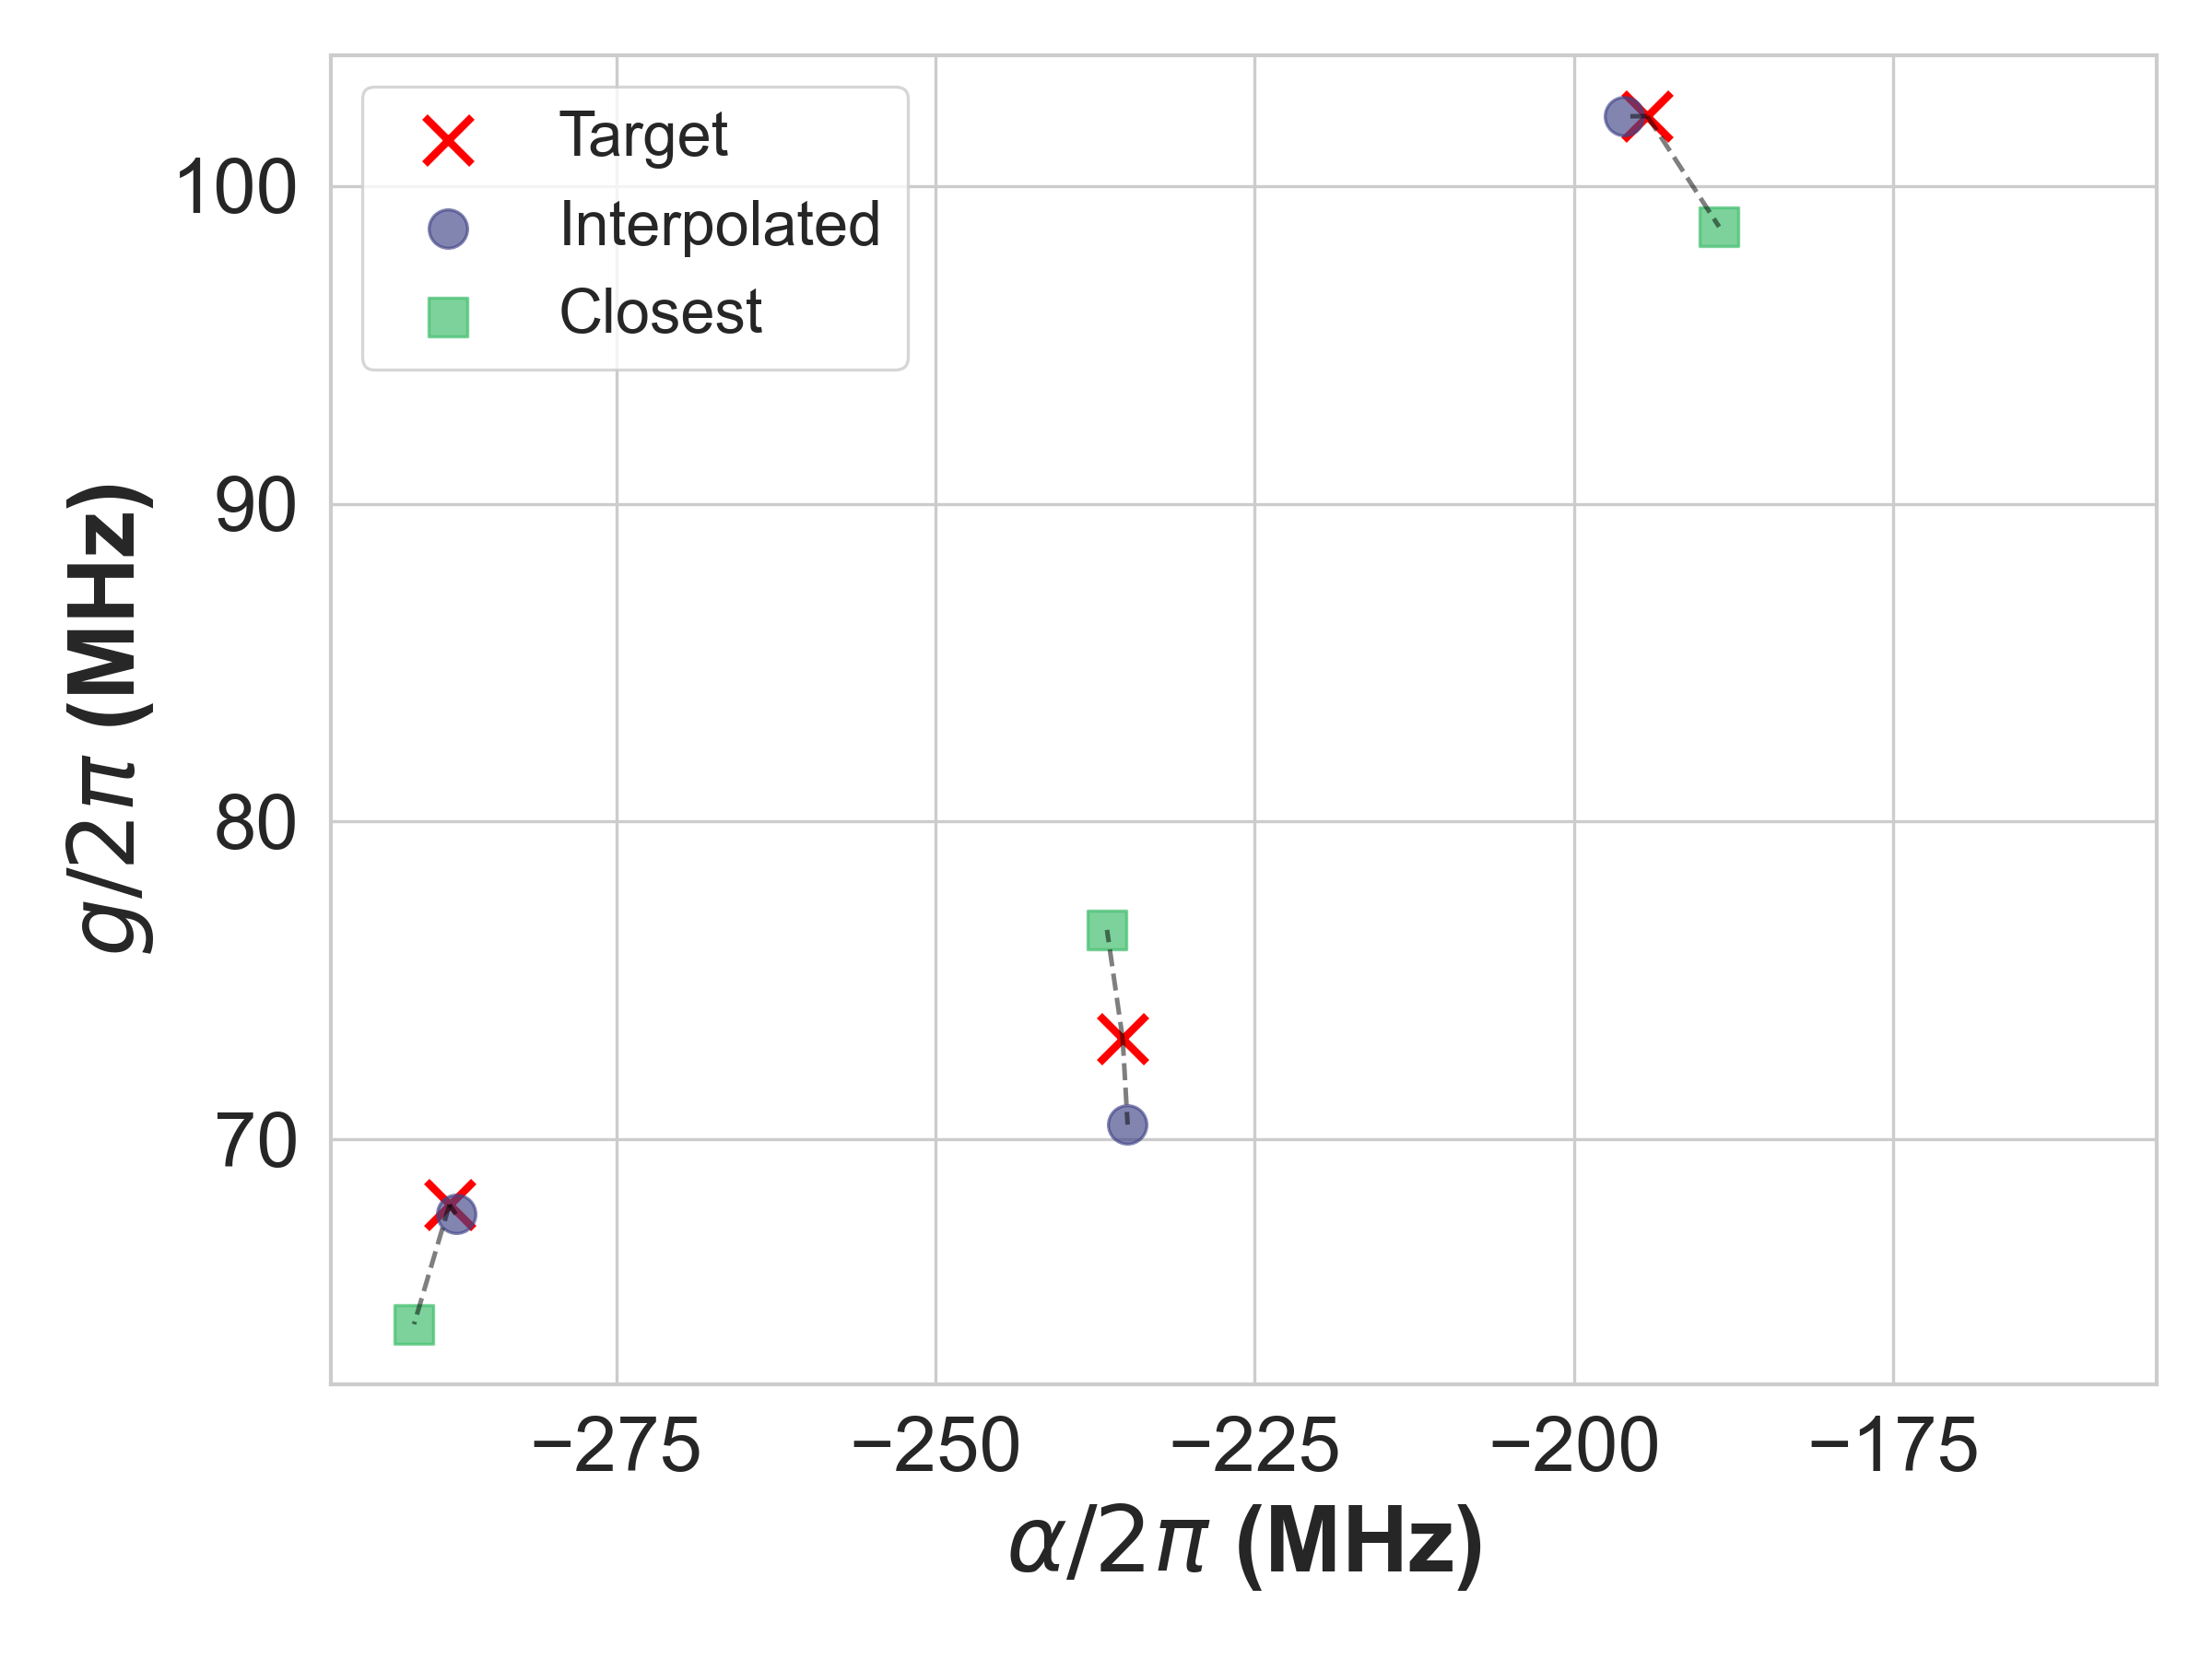 Target
Interpolated
Closest
100
90
80
70
g/2π (MHz)
−275
−250
−225
−200
−175
α/2π (MHz)